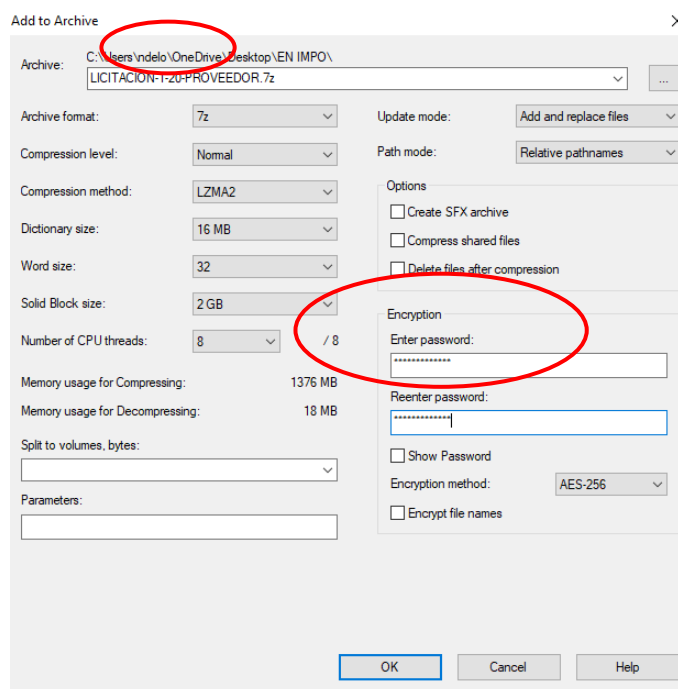 Add to Archive
Archive: C:\Users\ndelo\OneDrive\Desktop\EN IMPO\
LICITACION-1-20-PROVEEDOR.7z
...
Archive format: 7z
Update mode: Add and replace files
Compression level: Normal
Path mode: Relative pathnames
Compression method: LZMA2
Options
Create SFX archive
Dictionary size: 16 MB
Compress shared files
Word size: 32
Delete files after compression
Solid Block size: 2 GB
Encryption
Number of CPU threads: 8 / 8
Enter password:
*************
Memory usage for Compressing: 1376 MB
Reenter password:
Memory usage for Decompressing: 18 MB
*************
Split to volumes, bytes:
Show Password
Encryption method: AES-256
Parameters:
Encrypt file names
OK Cancel Help